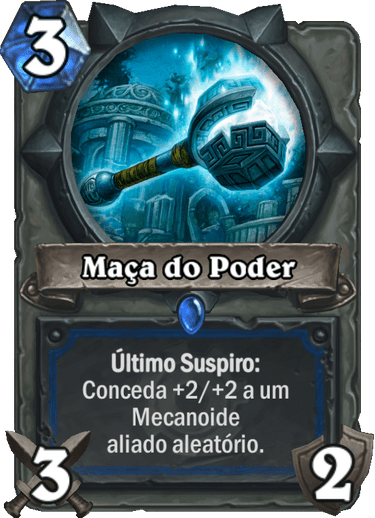 3
Maça do Poder
Último Suspiro:
Conceda +2/+2 a um
Mecanoide
aliado aleatório.
3
2